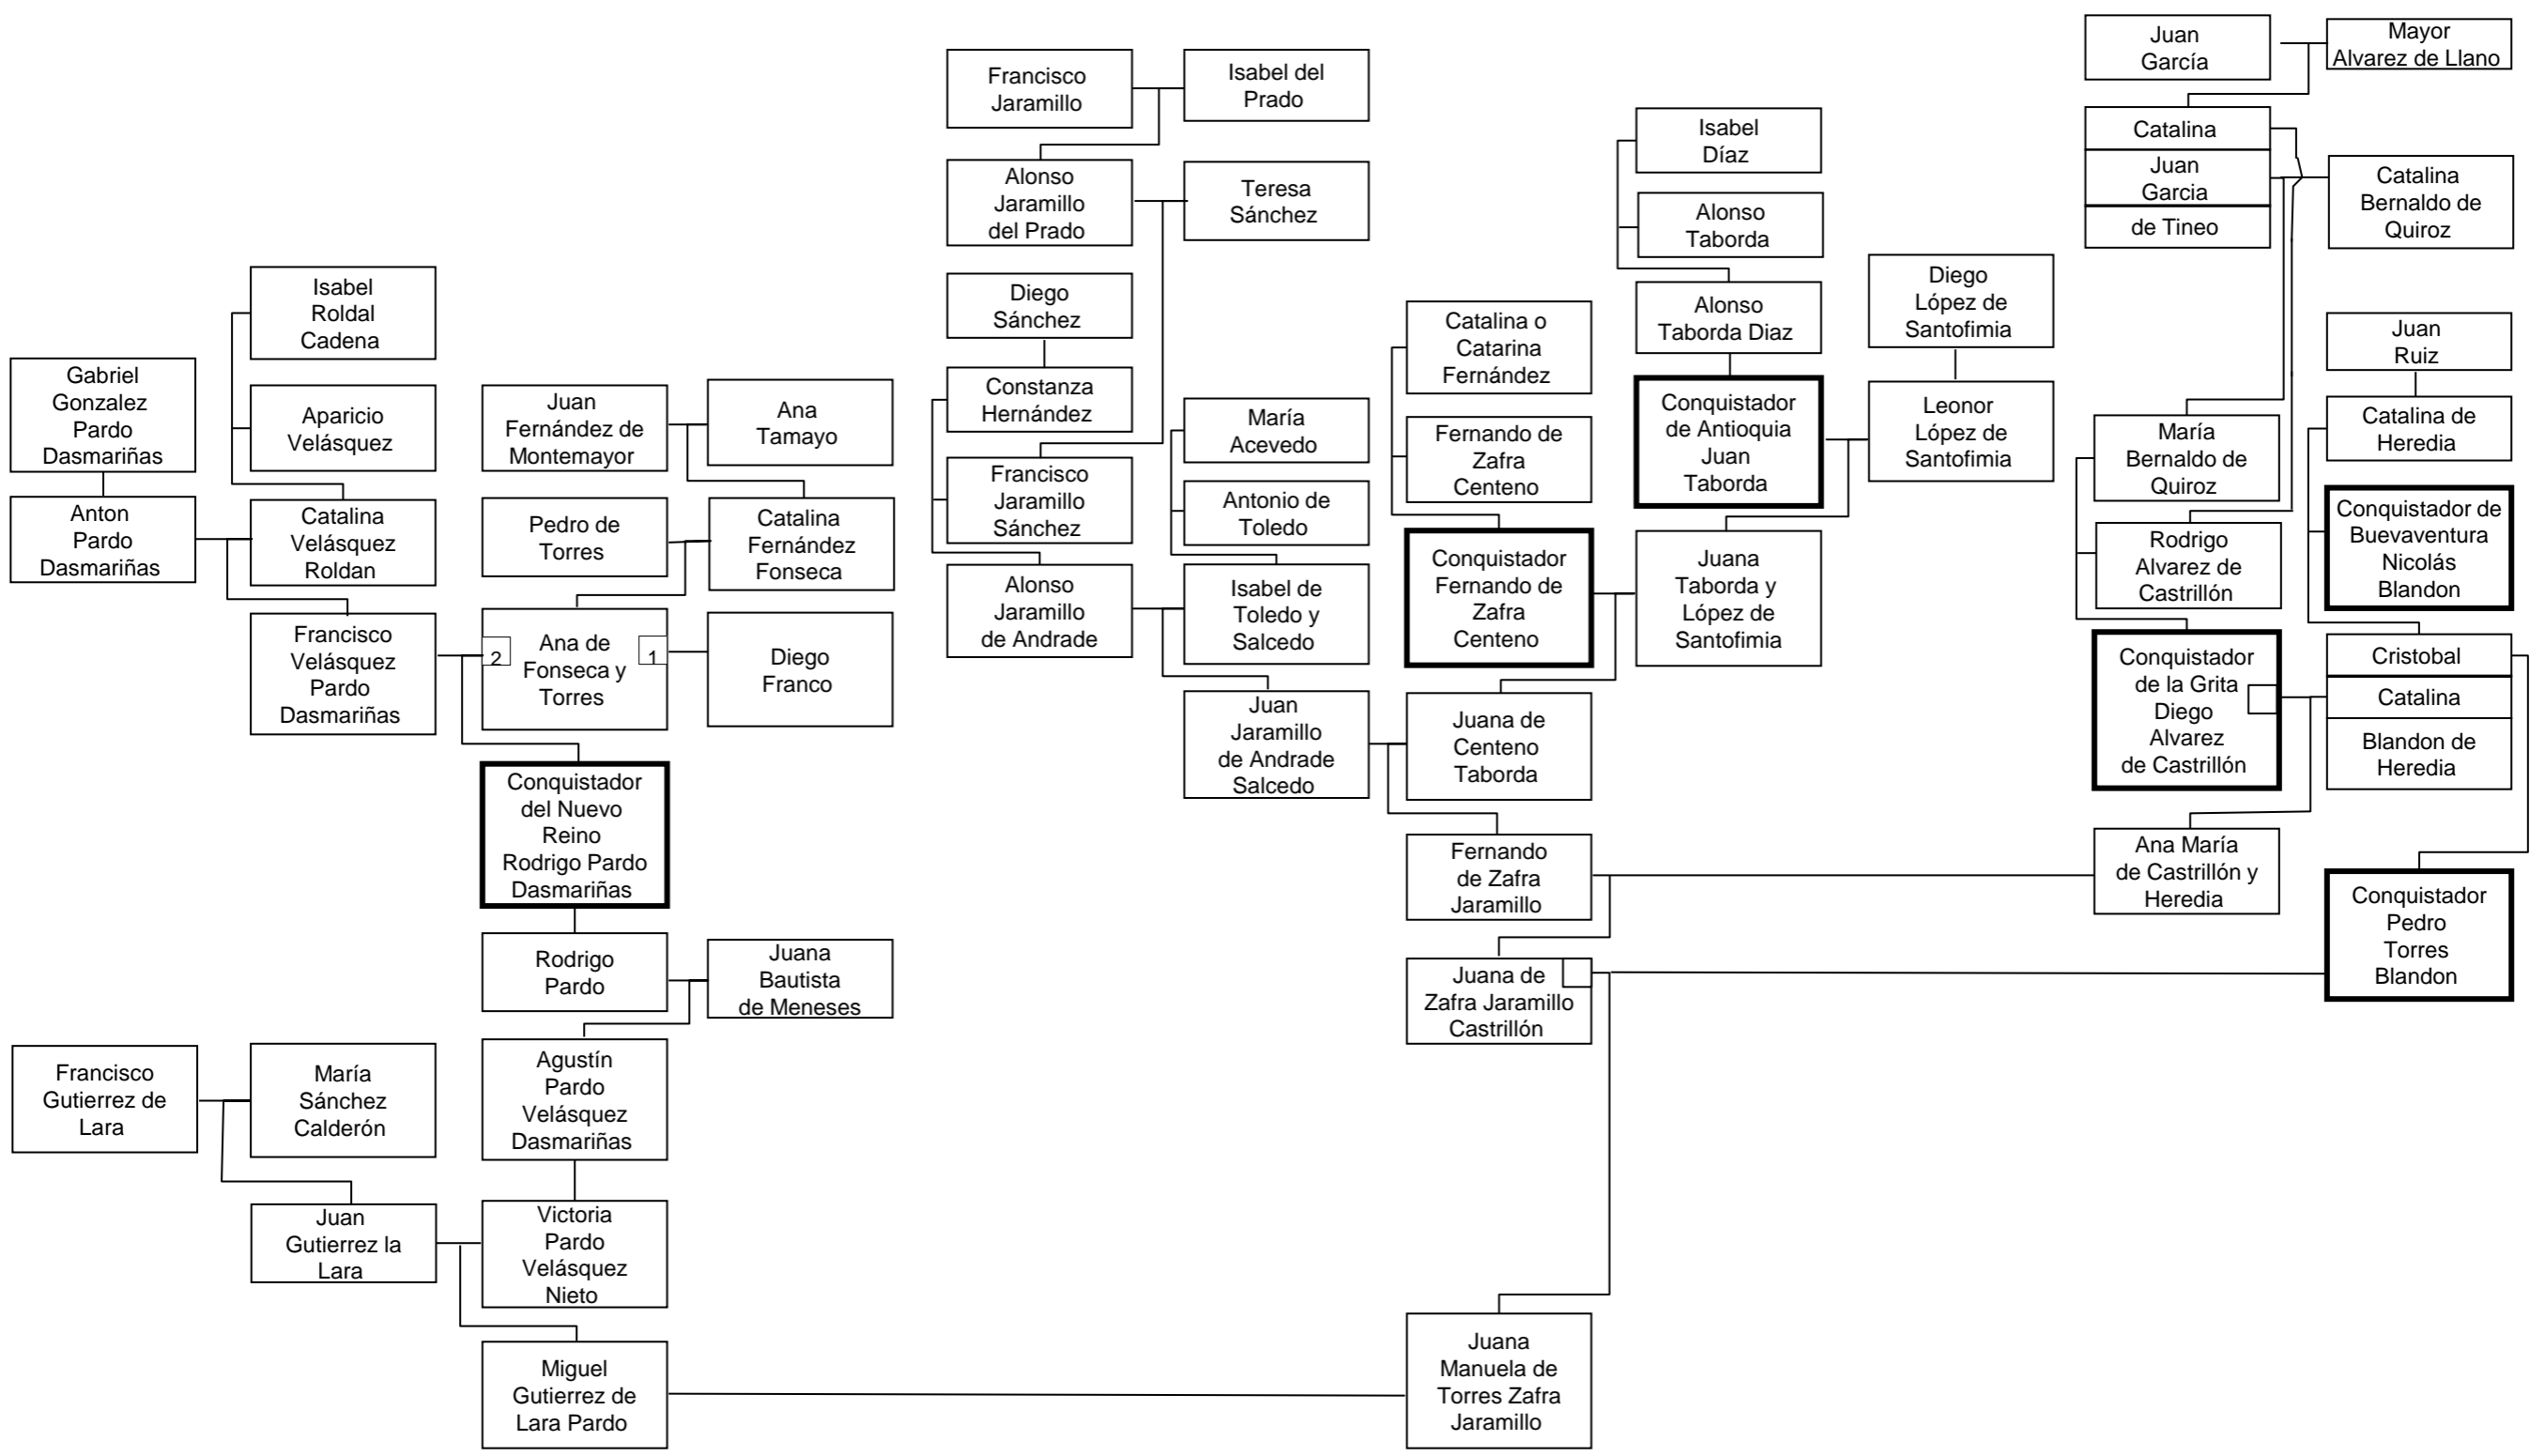 Juan
García
Mayor
Alvarez de Llano
Francisco
Jaramillo
Isabel del
Prado
Catalina
Juan
Garcia
de Tineo
Catalina
Bernaldo de
Quiroz
Isabel
Díaz
Alonso
Jaramillo
del Prado
Teresa
Sánchez
Alonso
Taborda
Isabel
Roldal
Cadena
Diego
Sánchez
Alonso
Taborda Diaz
Diego
López de
Santofimia
Catalina o
Catarina
Fernández
Juan
Ruiz
Gabriel
Gonzalez
Pardo
Dasmariñas
Aparicio
Velásquez
Juan
Fernández de
Montemayor
Ana
Tamayo
Constanza
Hernández
María
Acevedo
Fernando de
Zafra
Centeno
Conquistador
de Antioquia
Juan
Taborda
Leonor
López de
Santofimia
María
Bernaldo de
Quiroz
Catalina de
Heredia
Anton
Pardo
Dasmariñas
Catalina
Velásquez
Roldan
Pedro de
Torres
Catalina
Fernández
Fonseca
Francisco
Jaramillo
Sánchez
Antonio de
Toledo
Conquistador
Fernando de
Zafra
Centeno
Juana
Taborda y
López de
Santofimia
Rodrigo
Alvarez de
Castrillón
Conquistador de
Buevaventura
Nicolás
Blandon
Francisco
Velásquez
Pardo
Dasmariñas
2
Ana de
Fonseca y
Torres
1
Diego
Franco
Alonso
Jaramillo
de Andrade
Isabel de
Toledo y
Salcedo
Conquistador
de la Grita
Diego
Alvarez
de Castrillón
Cristobal
Catalina
Blandon de
Heredia
Juan
Jaramillo
de Andrade
Salcedo
Juana de
Centeno
Taborda
Conquistador
del Nuevo
Reino
Rodrigo Pardo
Dasmariñas
Fernando
de Zafra
Jaramillo
Ana María
de Castrillón y
Heredia
Conquistador
Pedro
Torres
Blandon
Rodrigo
Pardo
Juana
Bautista
de Meneses
Juana de
Zafra Jaramillo
Castrillón
Francisco
Gutierrez de
Lara
María
Sánchez
Calderón
Agustín
Pardo
Velásquez
Dasmariñas
Juan
Gutierrez la
Lara
Victoria
Pardo
Velásquez
Nieto
Miguel
Gutierrez de
Lara Pardo
Juana
Manuela de
Torres Zafra
Jaramillo